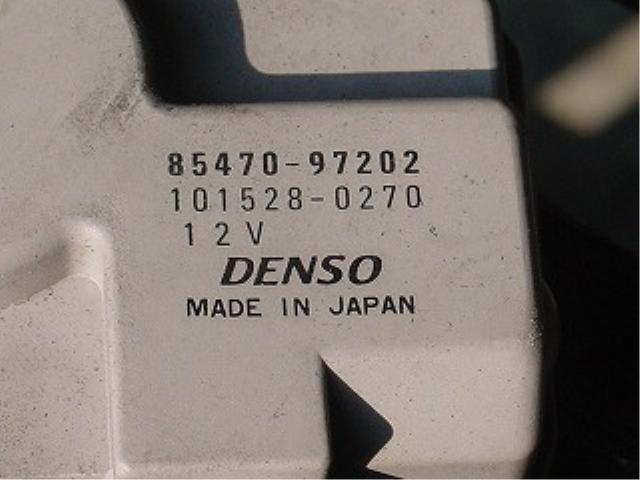 85470-97202
101528-0270
12V
DENSO
MADE IN JAPAN